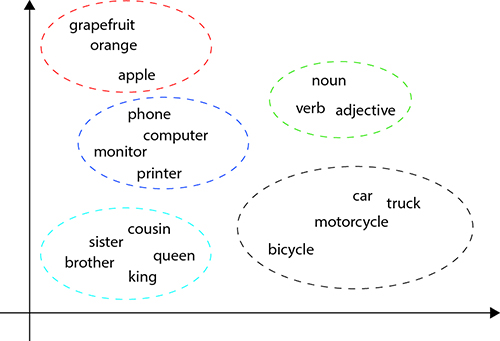 grapefruit
orange
apple
phone
computer
monitor
printer
noun
verb adjective
car
truck
motorcycle
bicycle
cousin
sister
queen
brother
king